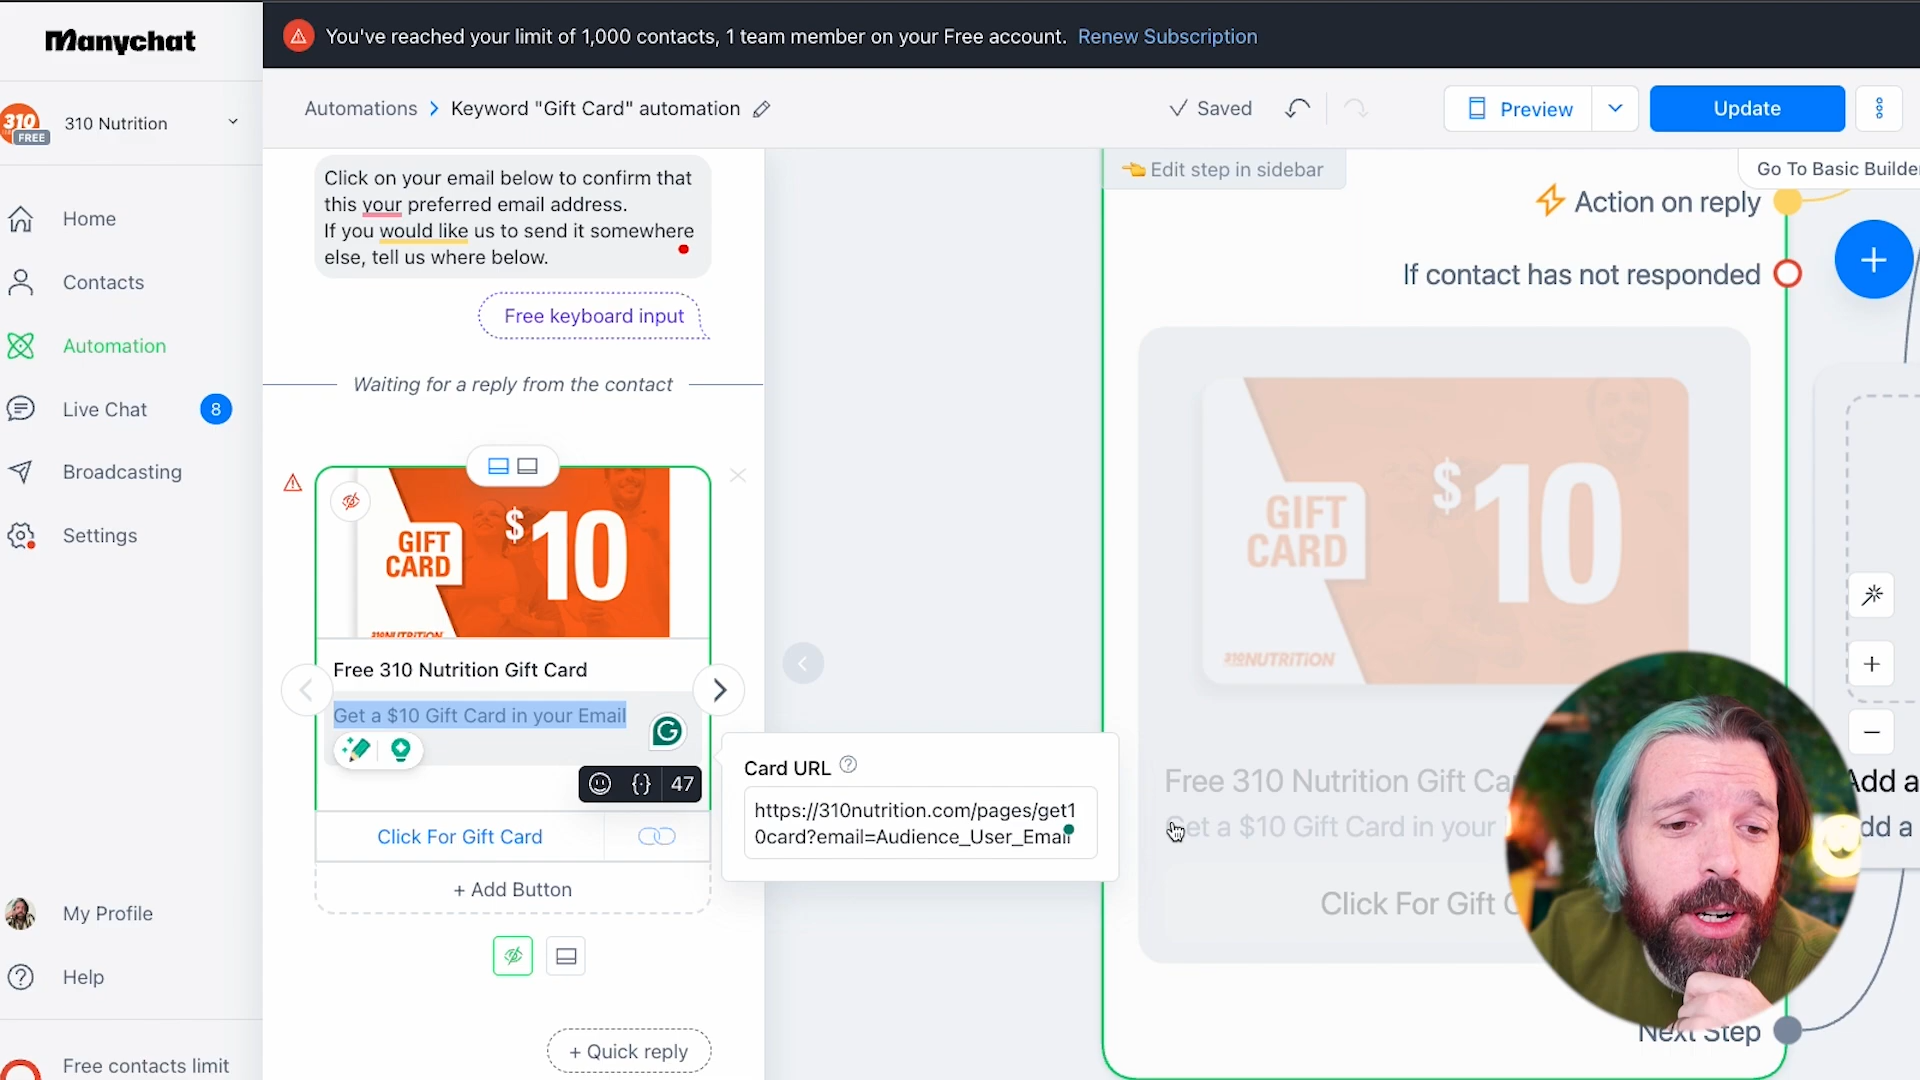 Manychat
You've reached your limit of 1,000 contacts, 1 team member on your Free account. Renew Subscription
310
FREE
310 Nutrition
Automations > Keyword "Gift Card" automation
Saved
Preview
Update
Go To Basic Builder
Home
Contacts
Automation
Live Chat
8
Broadcasting
Settings
My Profile
Help
Free contacts limit
Click on your email below to confirm that
this your preferred email address.
If you would like us to send it somewhere
else, tell us where below.
Free keyboard input
Waiting for a reply from the contact
GIFT
CARD
$10
310NUTRITION
Free 310 Nutrition Gift Card
Get a $10 Gift Card in your Email
47
Click For Gift Card
+ Add Button
+ Quick reply
Card URL
https://310nutrition.com/pages/get1
0card?email=Audience_User_Email
Edit step in sidebar
Action on reply
If contact has not responded
GIFT
CARD
$10
310NUTRITION
Free 310 Nutrition Gift Ca
Get a $10 Gift Card in your
Click For Gift C
Next Step
Add a
dd a